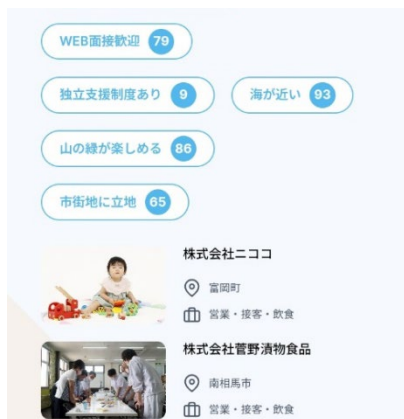 WEB面接歓迎 79
独立支援制度あり 9 海が近い 93
山の緑が楽しめる 86
市街地に立地 65
株式会社ニココ
富岡町
営業・接客・飲食
株式会社菅野漬物食品
南相馬市
営業・接客・飲食